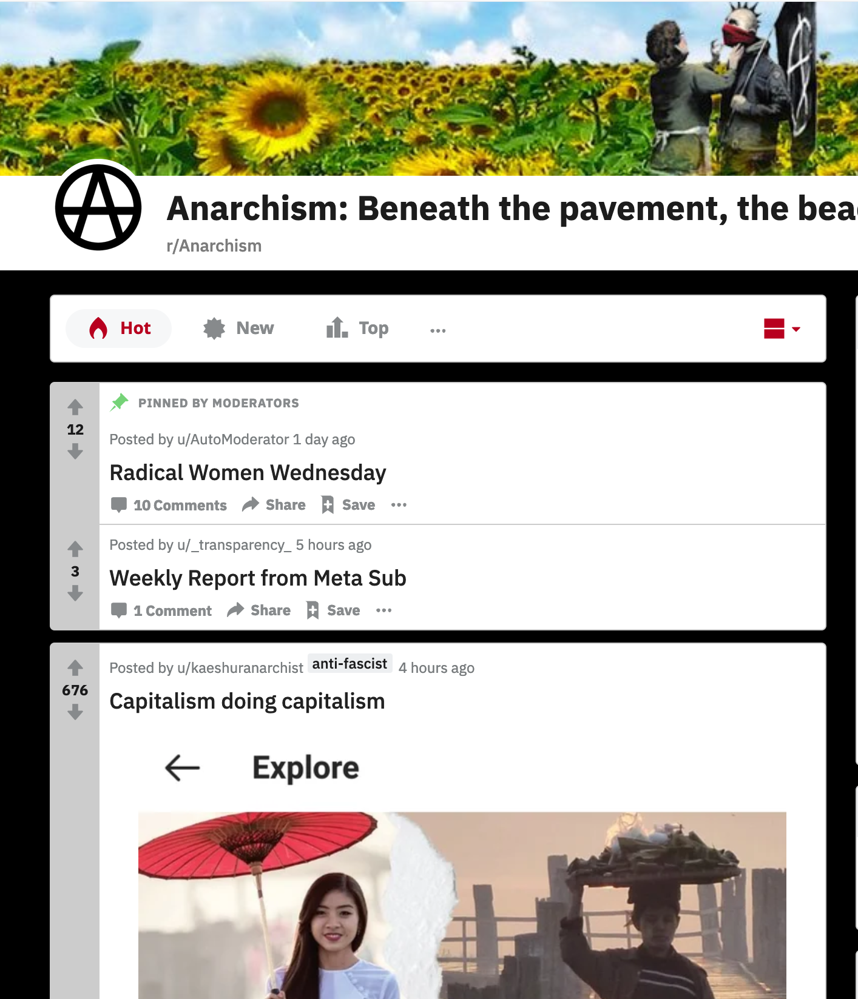 Anarchism: Beneath the pavement, the
r/Anarchism
Hot New Top ...
PINNED BY MODERATORS
12
Posted by u/AutoModerator 1 day ago
Radical Women Wednesday
10 Comments Share Save ...
Posted by u/_transparency_ 5 hours ago
3
Weekly Report from Meta Sub
1 Comment Share Save ...
Posted by u/kaeshuranarchist anti-fascist 4 hours ago
676
Capitalism doing capitalism
Explore